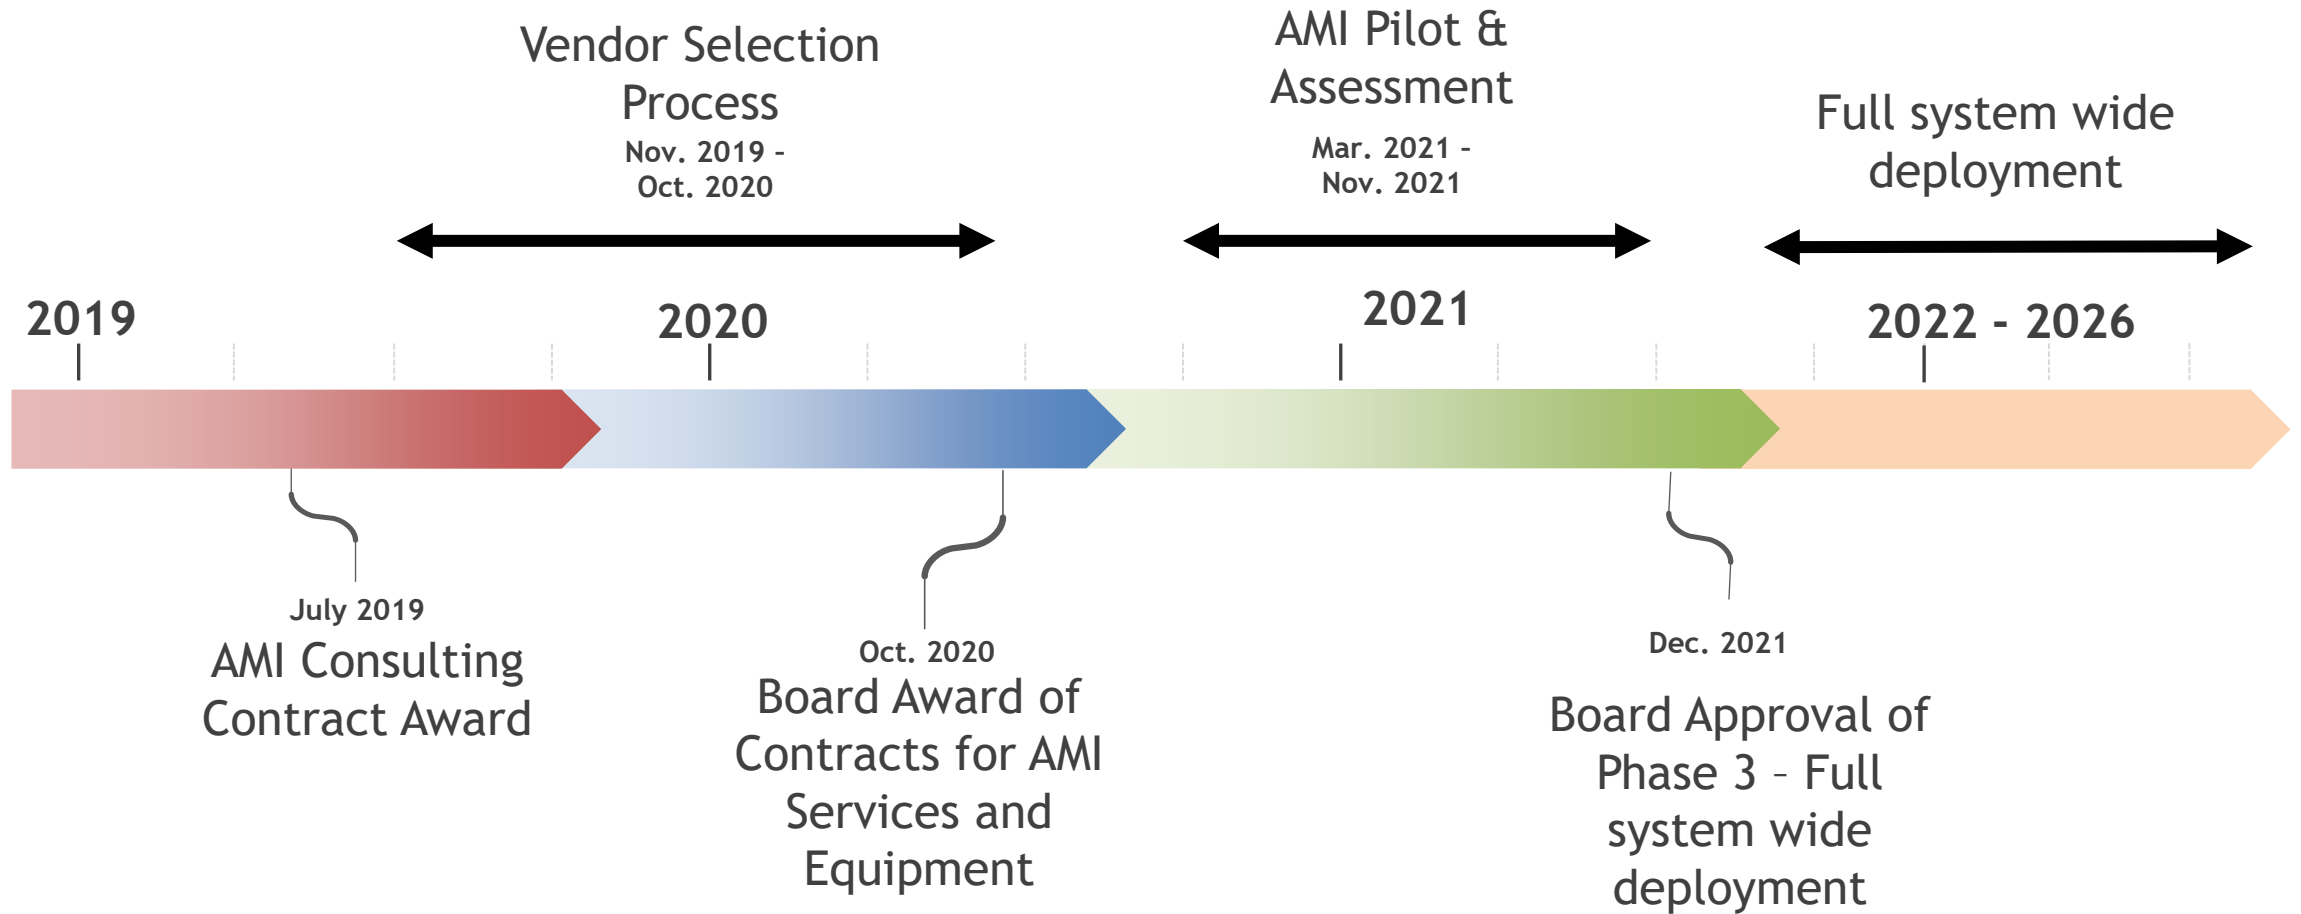 Vendor Selection
Process
Nov. 2019 –
Oct. 2020
AMI Pilot &
Assessment
Mar. 2021 –
Nov. 2021
Full system wide
deployment
2019
2020
2021
2022 - 2026
July 2019
AMI Consulting
Contract Award
Oct. 2020
Board Award of
Contracts for AMI
Services and
Equipment
Dec. 2021
Board Approval of
Phase 3 – Full
system wide
deployment